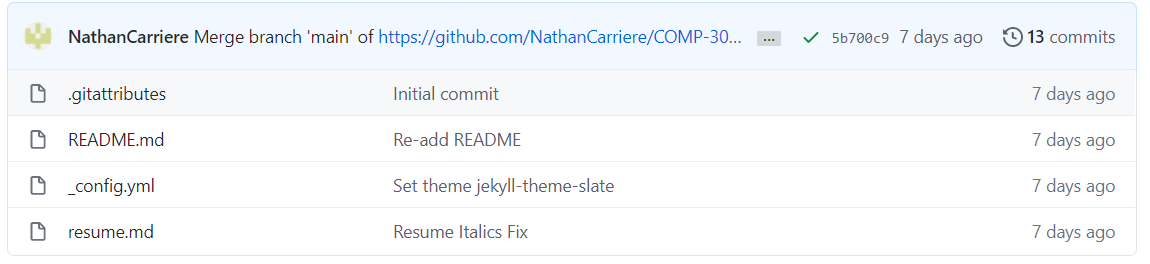 NathanCarriere Merge branch 'main' of https://github.com/NathanCarriere/COMP-30... ... 5b700c9 7 days ago 13 commits
.gitattributes Initial commit 7 days ago
README.md Re-add README 7 days ago
_config.yml Set theme jekyll-theme-slate 7 days ago
resume.md Resume Italics Fix 7 days ago